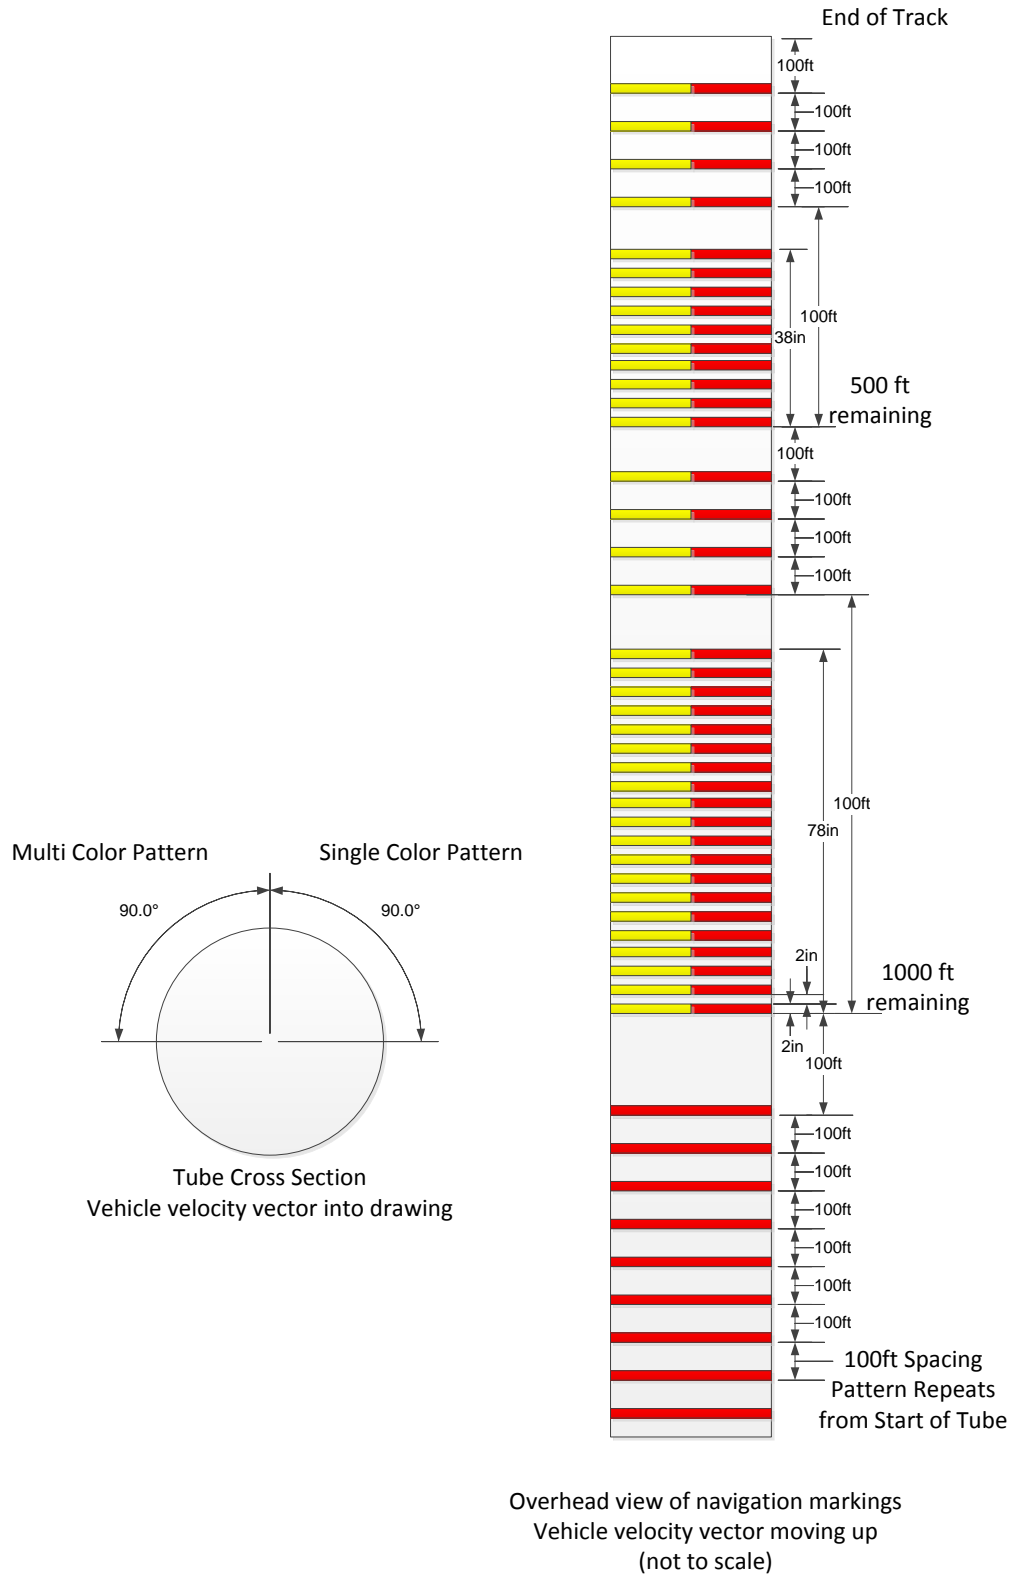 End of Track
100ft
100ft
100ft
100ft
100ft
100ft
38in
500 ft
remaining
100ft
100ft
100ft
100ft
100ft
78in
2in
1000 ft
remaining
2in
100ft
100ft
100ft
100ft
100ft
100ft
100ft
100ft Spacing
Pattern Repeats
from Start of Tube
Multi Color Pattern
Single Color Pattern
90.0°
90.0°
Tube Cross Section
Vehicle velocity vector into drawing
Overhead view of navigation markings
Vehicle velocity vector moving up
(not to scale)